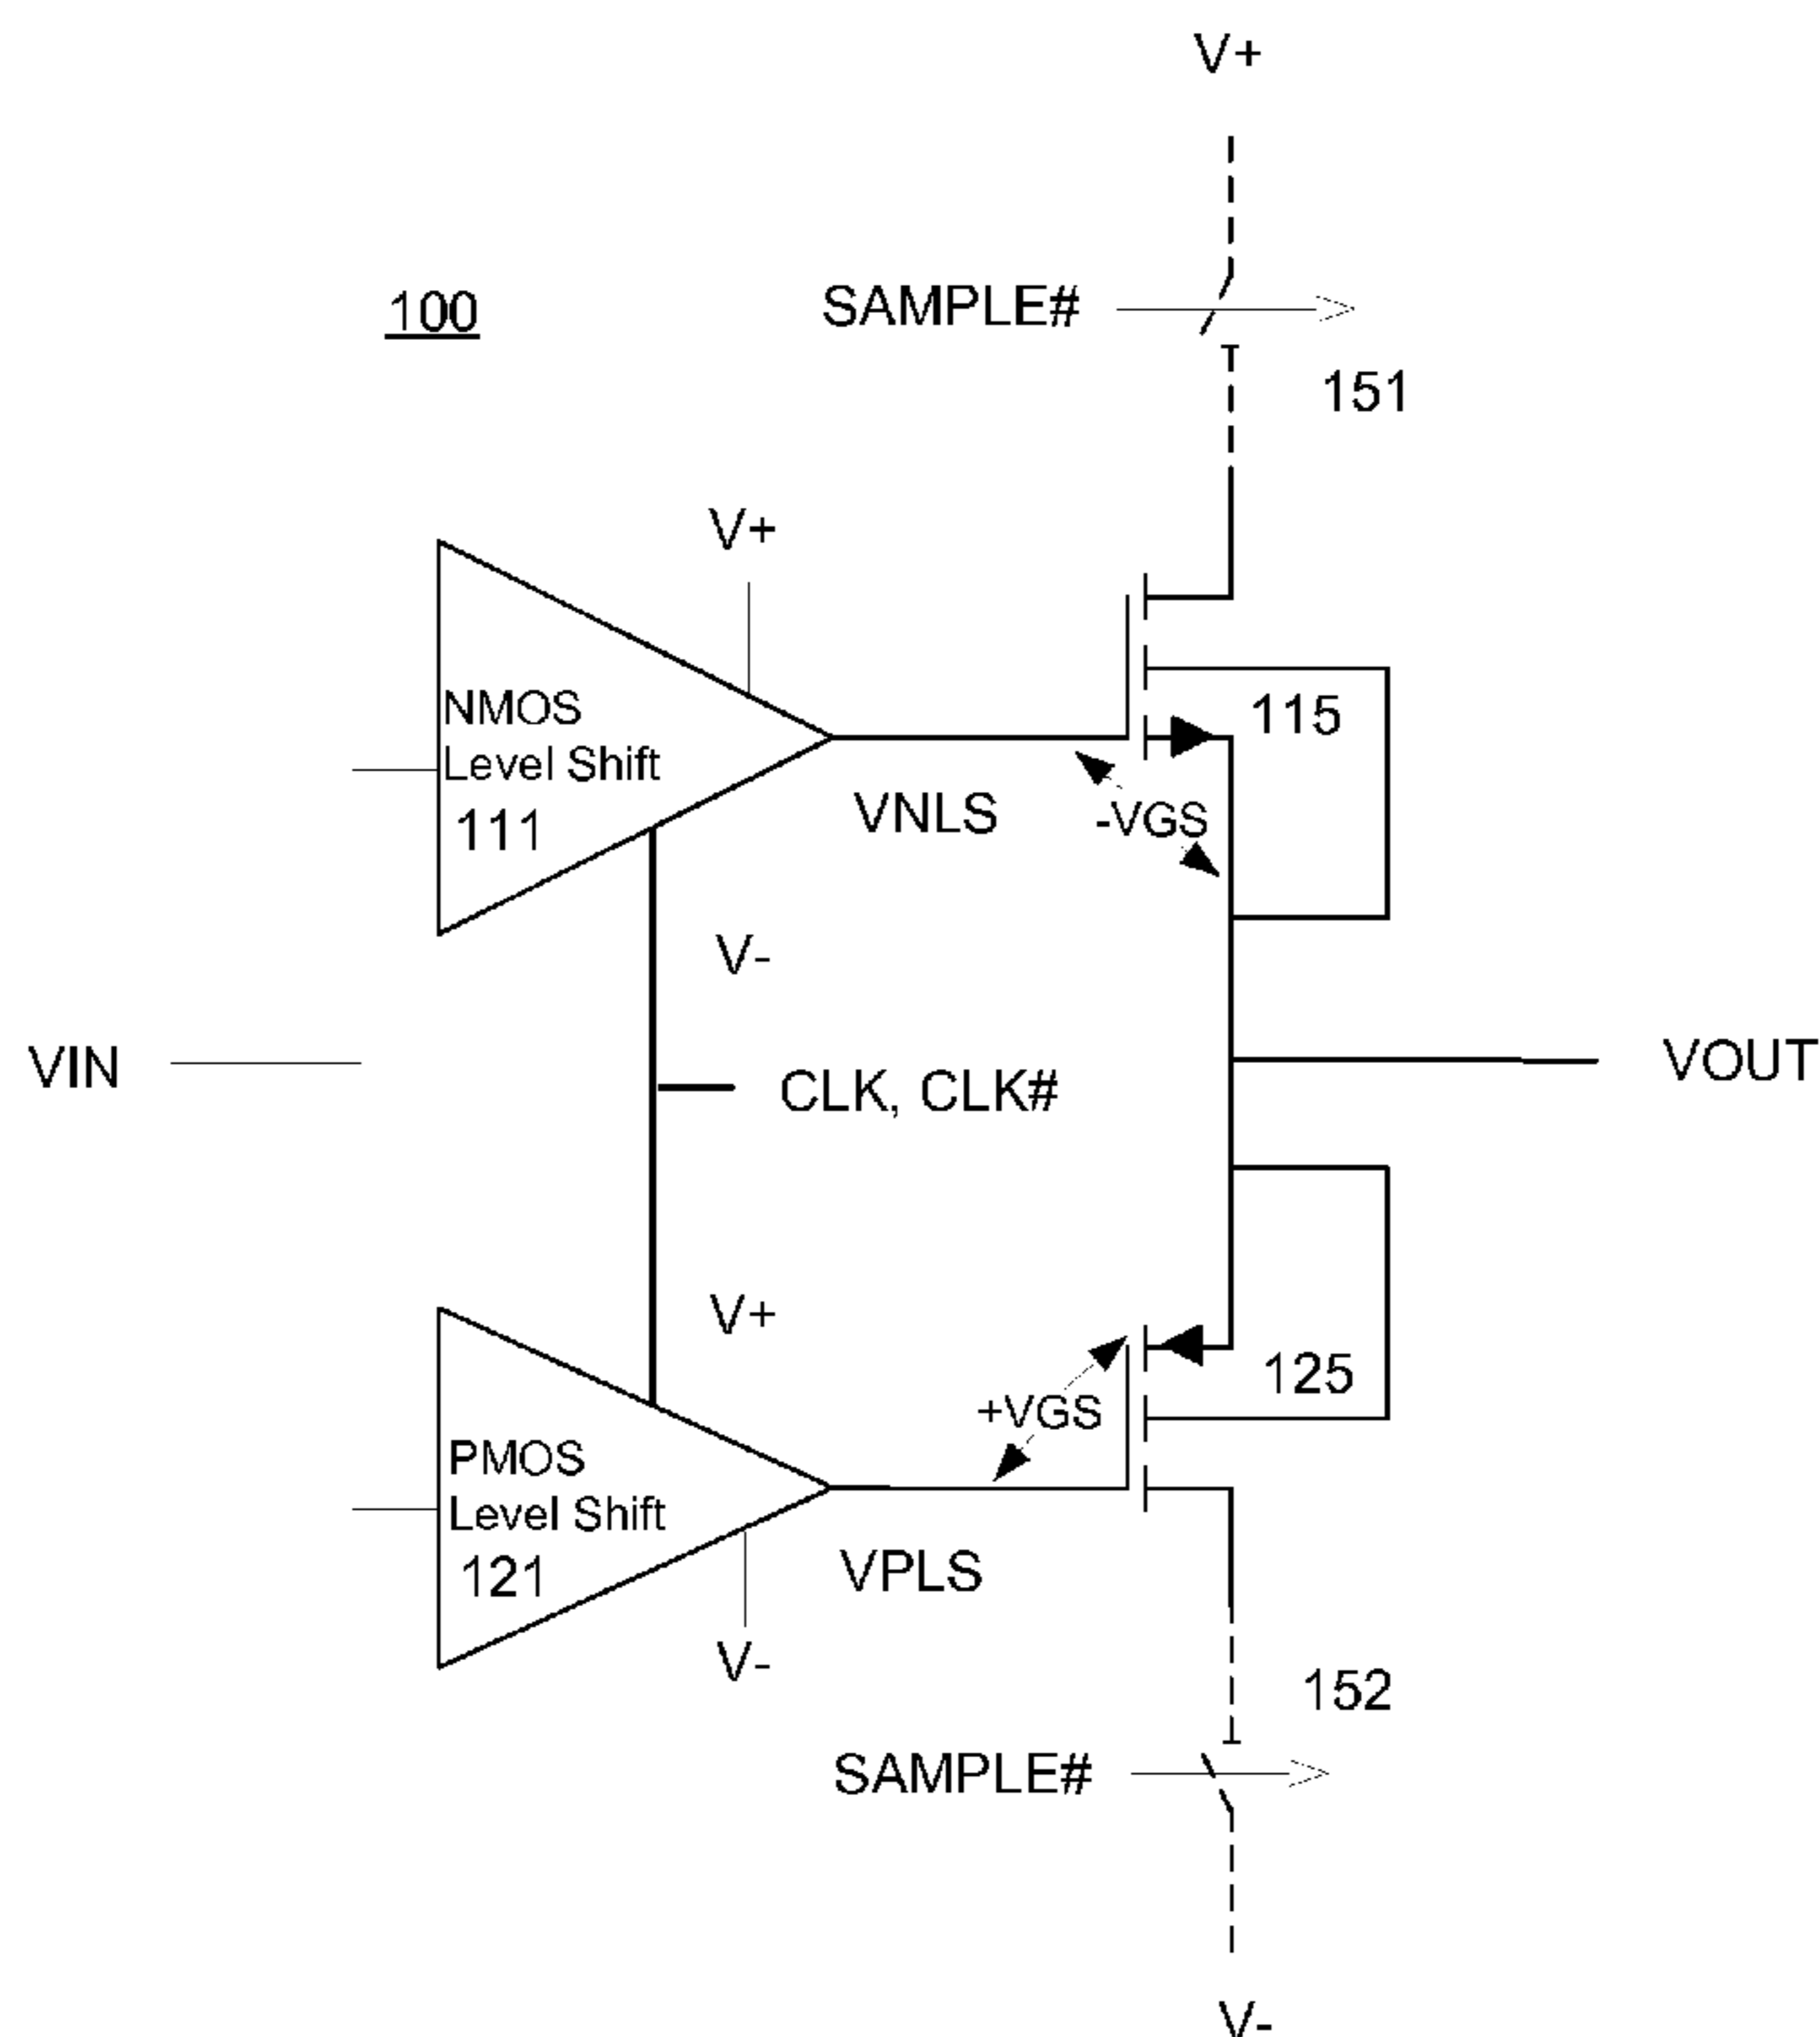 V+
100
SAMPLE#
151
V+
NMOS
Level Shift
111
115
VNLS
-VGS
V-
VIN
CLK, CLK#
VOUT
V+
125
+VGS
PMOS
Level Shift
121
VPLS
V-
152
SAMPLE#
V-